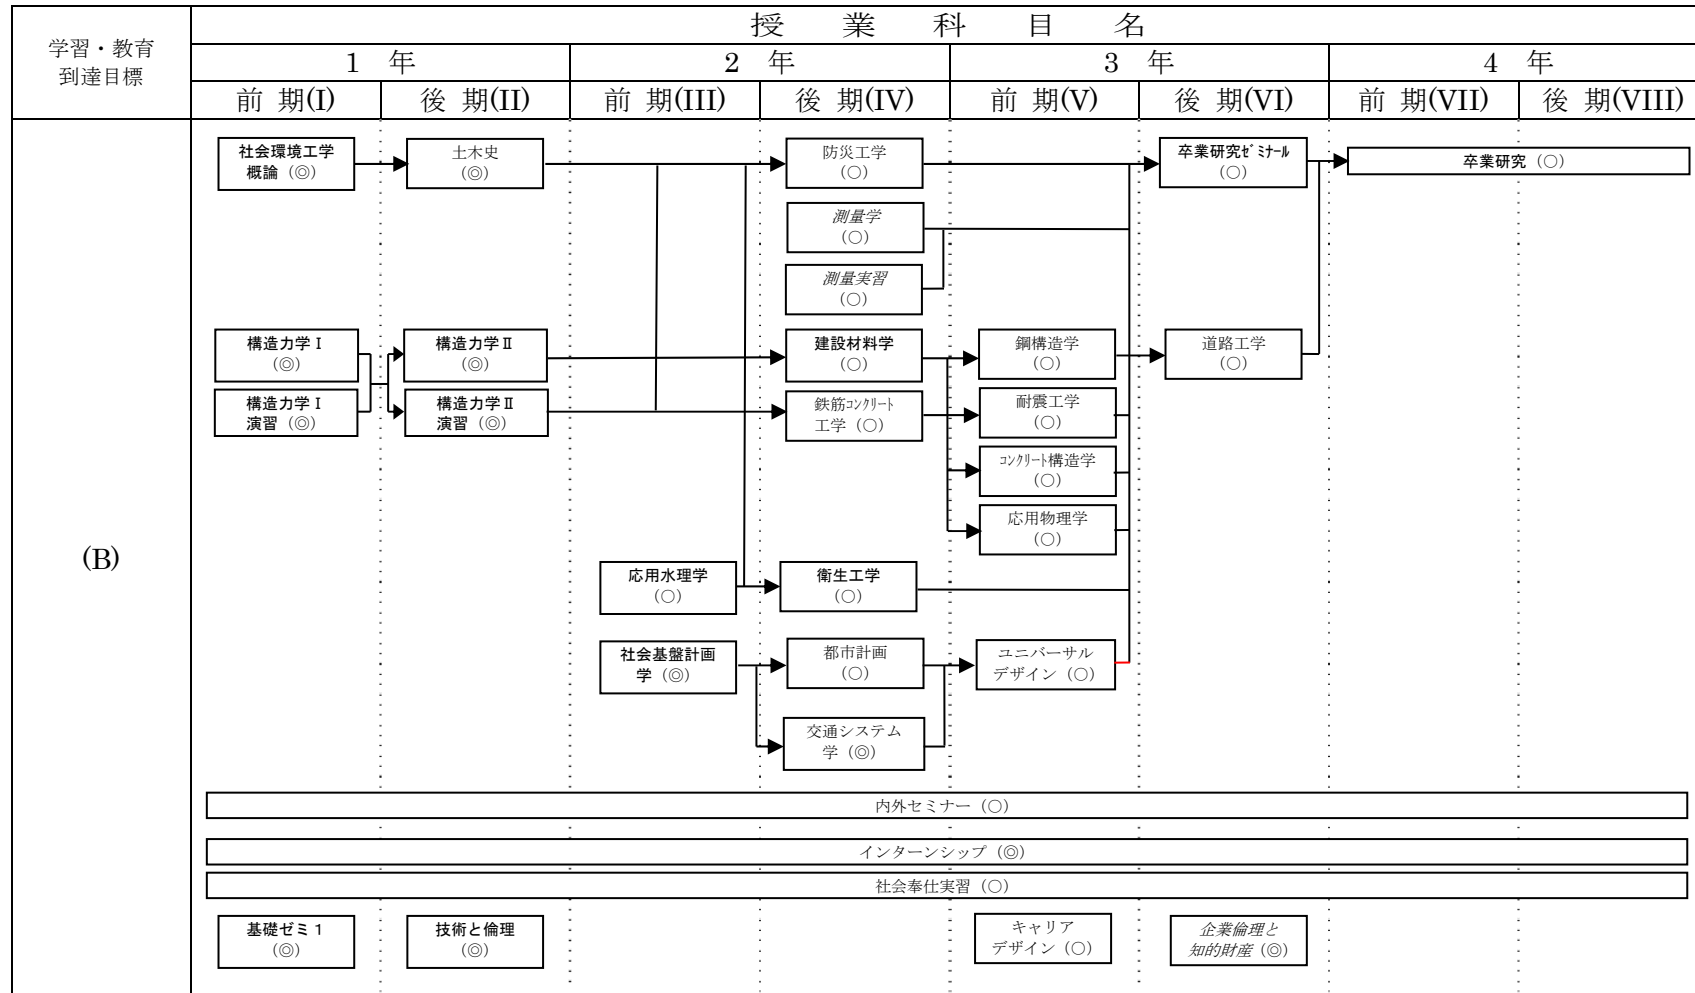 授　業　科　目　名
学習・教育
到達目標
1　年
2　年
3　年
4　年
前 期(I)
後 期(II)
前 期(III)
後 期(IV)
前 期(V)
後 期(VI)
前 期(VII)
後 期(VIII)
(B)
社会環境工学
概論（◎）
土木史
（◎）
防災工学
（○）
卒業研究ｾﾞﾐﾅｰﾙ
（○）
卒業研究（○）
測量学
（○）
測量実習
（○）
構造力学Ⅰ
（◎）
構造力学Ⅱ
（◎）
建設材料学
（○）
鋼構造学
（○）
道路工学
（○）
構造力学Ⅰ
演習（◎）
構造力学Ⅱ
演習（◎）
鉄筋ｺﾝｸﾘｰﾄ
工学（○）
耐震工学
（○）
ｺﾝｸﾘｰﾄ構造学
（○）
応用物理学
（○）
応用水理学
（○）
衛生工学
（○）
社会基盤計画
学（◎）
都市計画
（○）
ユニバーサル
デザイン（○）
交通システム
学（◎）
内外セミナー（○）
インターンシップ（◎）
社会奉仕実習（○）
基礎ゼミ１
（◎）
技術と倫理
（◎）
キャリア
デザイン（○）
企業倫理と
知的財産（◎）